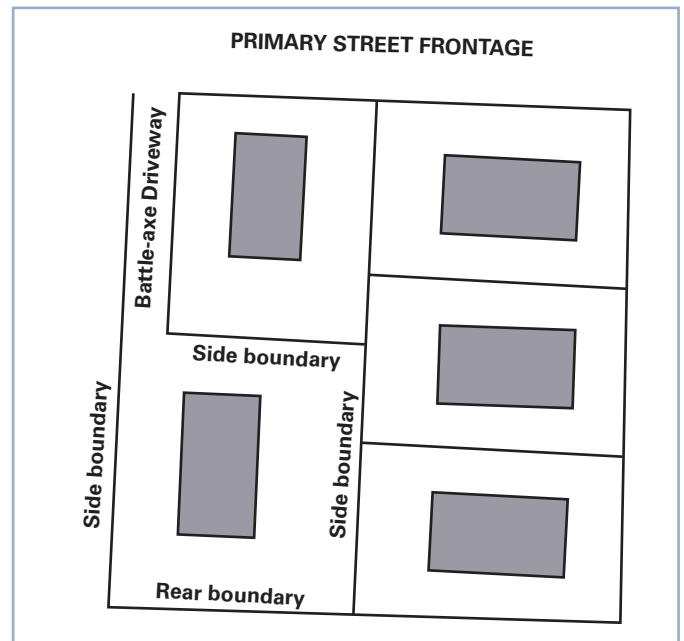 PRIMARY STREET FRONTAGE
Battle-axe Driveway
Side boundary
Side boundary
Side boundary
Rear boundary